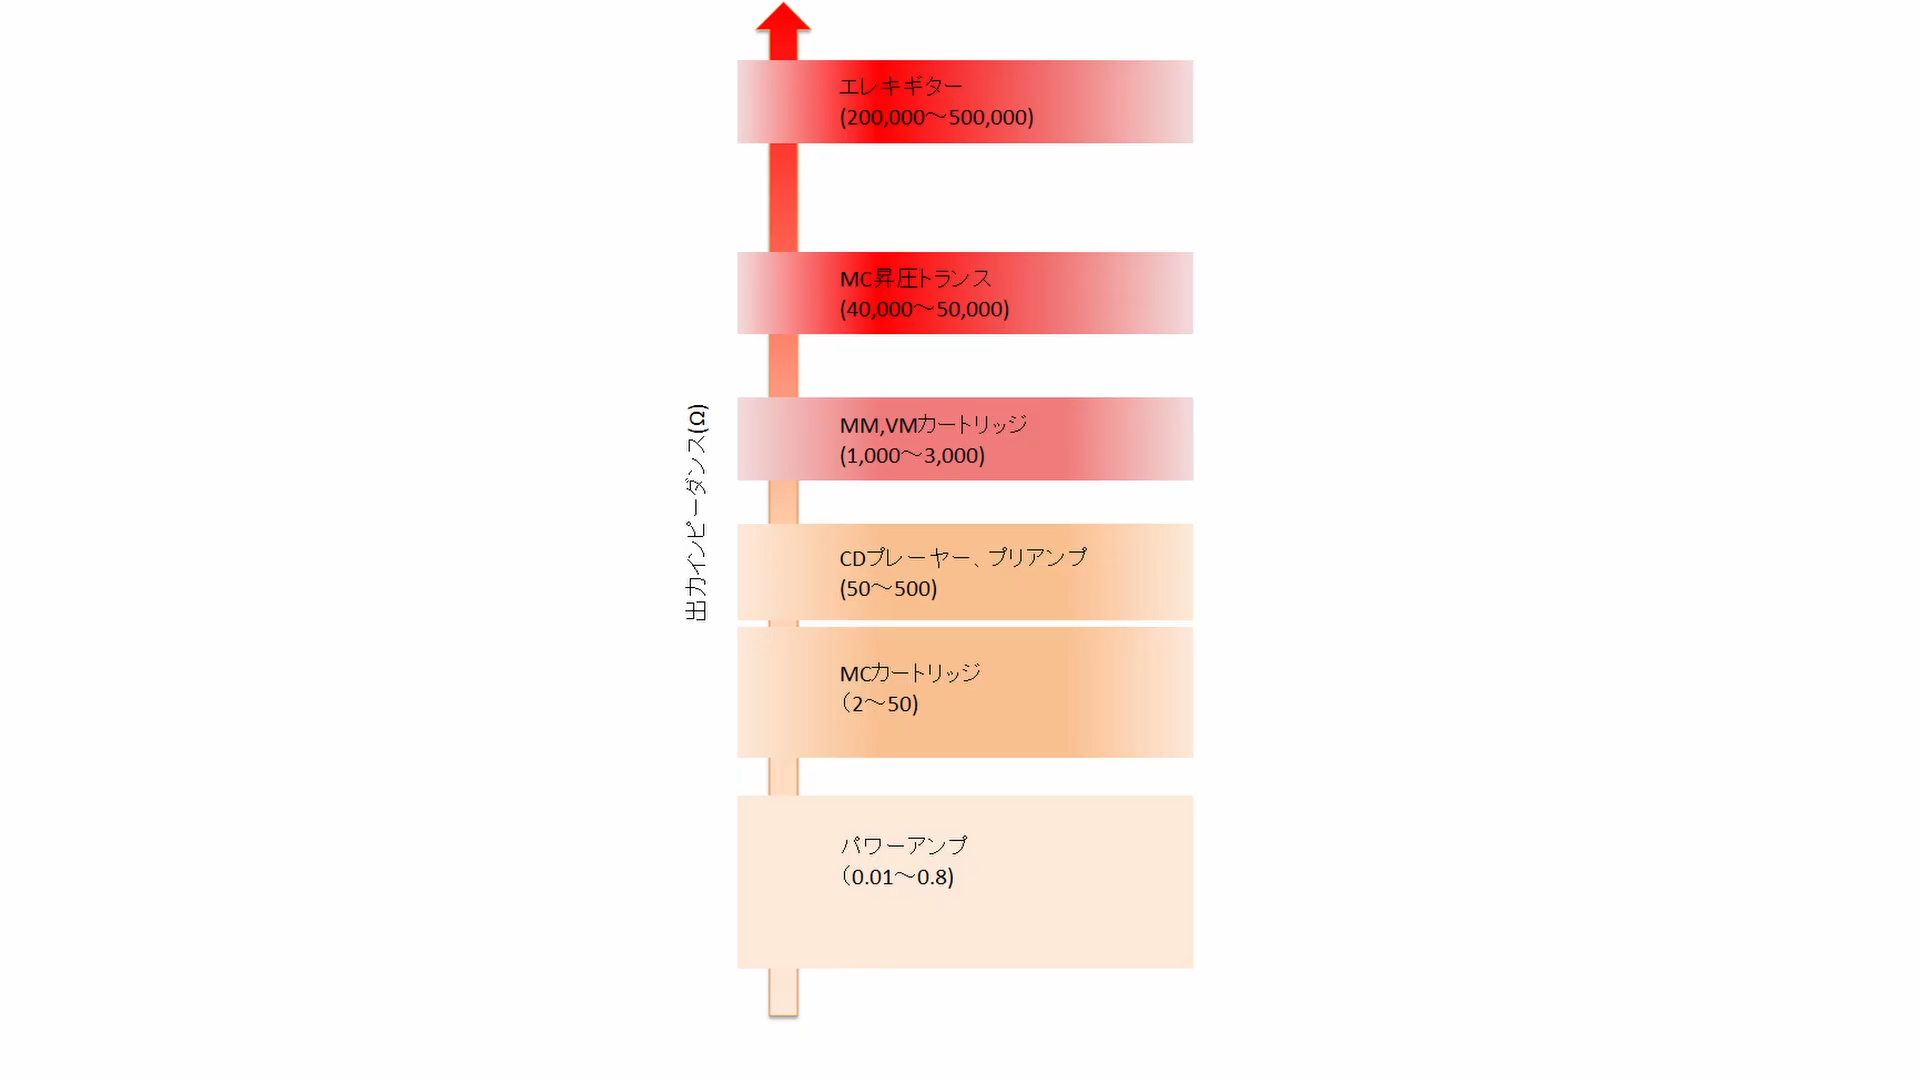 エレキギター
(200,000～500,000)
MC昇圧トランス
(40,000～50,000)
MM,VMカートリッジ
(1,000～3,000)
出力インピーダンス(Ω)
CDプレーヤー、プリアンプ
(50～500)
MCカートリッジ
（2～50)
パワーアンプ
（0.01～0.8)